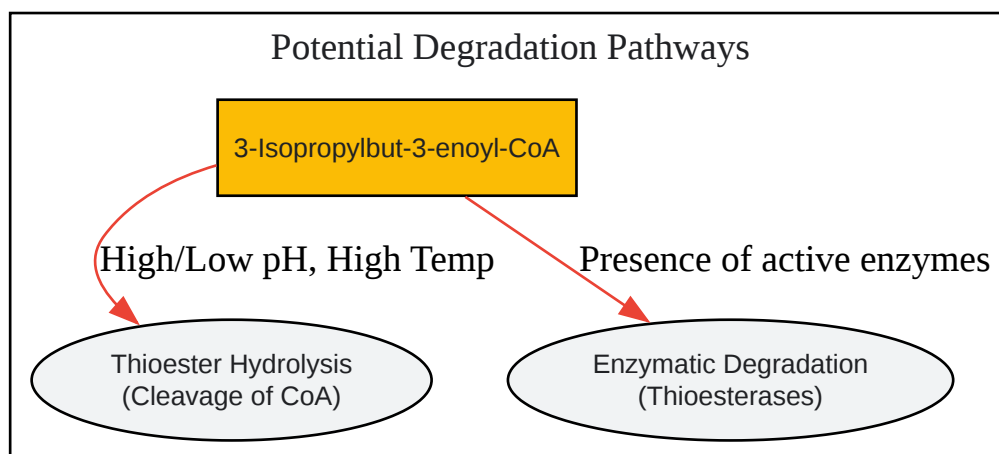 Potential Degradation Pathways
3-Isopropylbut-3-enoyl-CoA
High/Low pH, High Temp
Presence of active enzymes
Thioester Hydrolysis
(Cleavage of CoA)
Enzymatic Degradation
(Thioesterases)